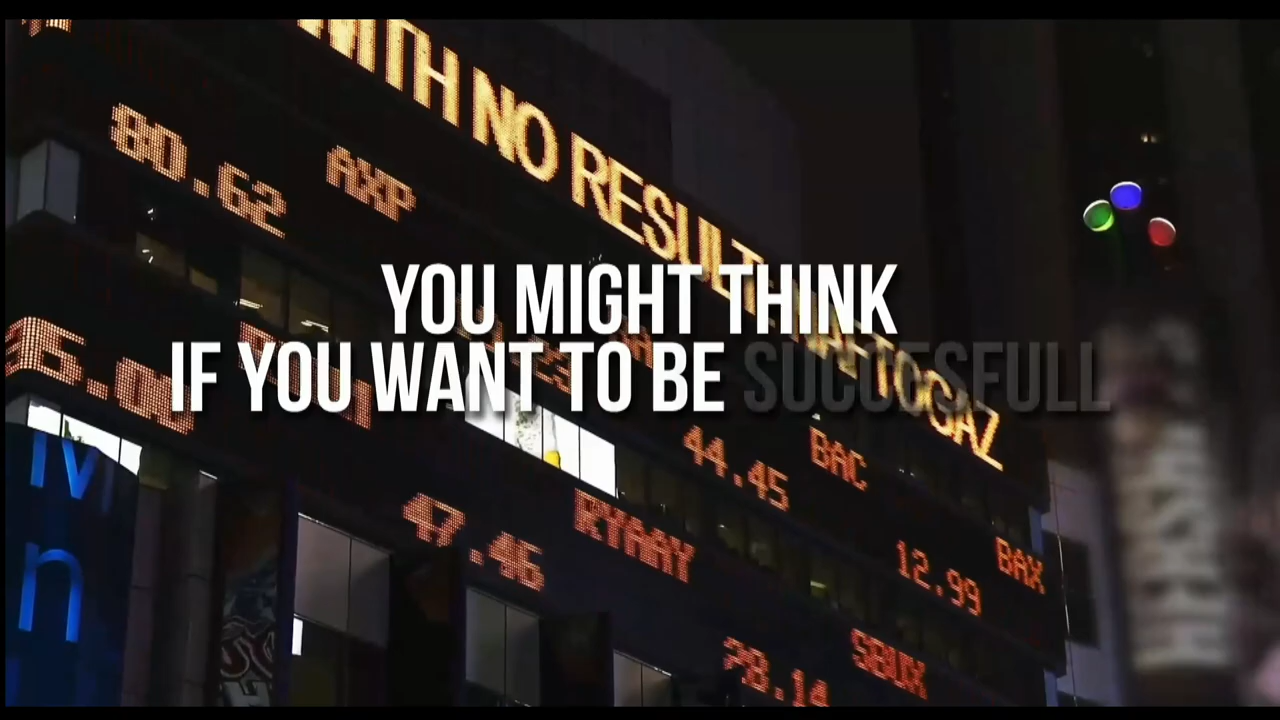 WITH NO RESULT
80.62 AXP
YOU MIGHT THINK
IF YOU WANT TO BE SUCCESFULL
44.45 BAC
47.46 RYAAY
12.99 BAX
28.14 SBUX
n